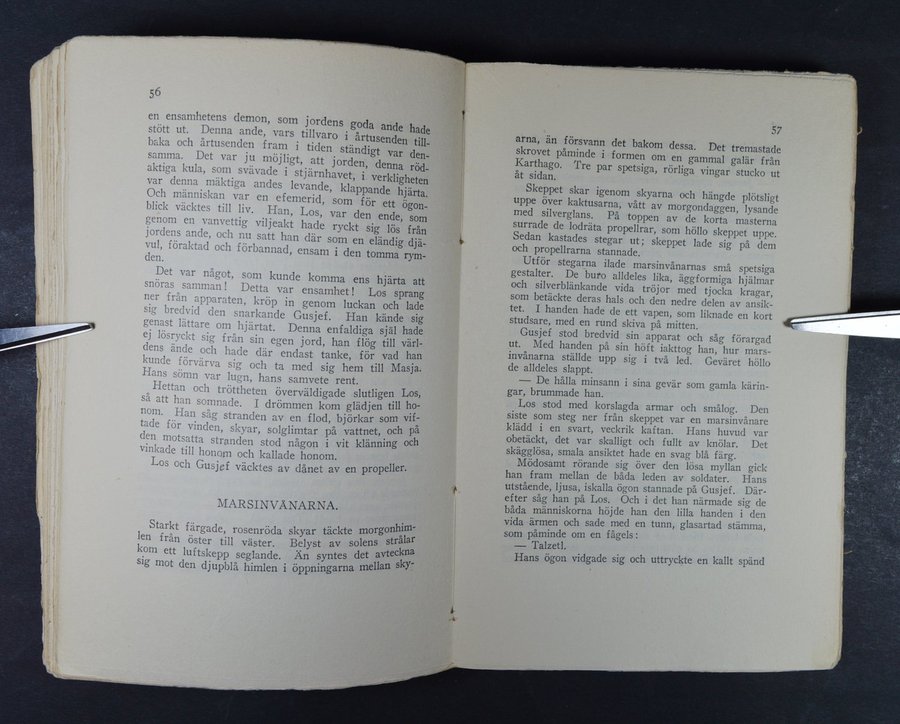 56
en ensamhetens demon, som jordens goda ande hade
stött ut. Denna ande, vars tillvaro i årtusenden till-
baka och årtusenden fram i tiden ständigt var den-
samma. Det var ju möjligt, att jorden, denna röd-
aktiga kula, som svävade i stjärnhavet, i verkligheten
var denna mäktiga andes levande, klappande hjärta.
Och människan var en efemerid, som för ett ögon-
blick väcktes till liv. Han, Los, var den ende, som
genom en vanvettig viljeakt hade ryckt sig lös från
jordens ande, och nu satt han där som en eländig djä-
vul, föraktad och förbannad, ensam i den tomma rym-
den.
Det var något, som kunde komma ens hjärta att
snöras samman! Detta var ensamhet! Los sprang
ner från apparaten, kröp in genom luckan och lade
sig bredvid den snarkande Gusjef. Han kände sig
genast lättare om hjärtat. Denna enfaldiga själ hade
ej lösryckt sig från sin egen jord, han flög till värl-
dens ände och hade där endast tanke, för vad han
kunde förvärva sig och ta med sig hem till Masja.
Hans sömn var lugn, hans samvete rent.
Hettan och tröttheten överväldigade slutligen Los,
så att han somnade. I drömmen kom glädjen till ho-
nom. Han såg stranden av en flod, björkar som vif-
tade för vinden, skyar, solglimtar på vattnet, och på
den motsatta stranden stod någon i vit klänning och
vinkade till honom och kallade honom.
Los och Gusjef väcktes av dånet av en propeller.
MARSINVÅNARNA.
Starkt färgade, rosenröda skyar täckte morgonhim-
len från öster till väster. Belyst av solens strålar
kom ett luftskepp seglande. Än syntes det avteckna
sig mot den djupblå himlen i öppningarna mellan sky-
57
arna, än försvann det bakom dessa. Det tremastade
skrovet påminde i formen om en gammal galär från
Karthago. Tre par spetsiga, rörliga vingar stucko ut
åt sidan.
Skeppet skar igenom skyarna och hängde plötsligt
uppe över kaktusarna, vått av morgondaggen, lysande
med silverglans. På toppen av de korta masterna
surrade de lodräta propellrar, som höllo skeppet uppe.
Sedan kastades stegar ut; skeppet lade sig på dem
och propellrarna stannade.
Utför stegarna ilade marsinvånarnas små spetsiga
gestalter. De buro alldeles lika, äggformiga hjälmar
och silverblänkande vida tröjor med tjocka kragar,
som betäckte deras hals och den nedre delen av ansik-
tet. I handen hade de ett vapen, som liknade en kort
studsare, med en rund skiva på mitten.
Gusjef stod bredvid sin apparat och såg förargad
ut. Med handen på sin höft iakttog han, hur mars-
invånarna ställde upp sig i två led. Geväret höllo
de alldeles slappt.
— De hålla minsann i sina gevär som gamla kärin-
gar, brummade han.
Los stod med korslagda armar och smålog. Den
siste som steg ner från skeppet var en marsinvånare
klädd i en svart, veckrik kaftan. Hans huvud var
obetäckt, det var skalligt och fullt av knölar. Det
skägglösa, smala ansiktet hade en svag blå färg.
Mödosamt rörande sig över den lösa myllan gick
han fram mellan de båda leden av soldater. Hans
utstående, ljusa, iskalla ögon stannade på Gusjef. Där-
efter såg han på Los. Och i det han närmade sig de
båda människorna höjde han den lilla handen i den
vida ärmen och sade med en tunn, glasartad stämma,
som påminde om en fågels:
— Talzetl.
Hans ögon vidgade sig och uttryckte en kallt spänd